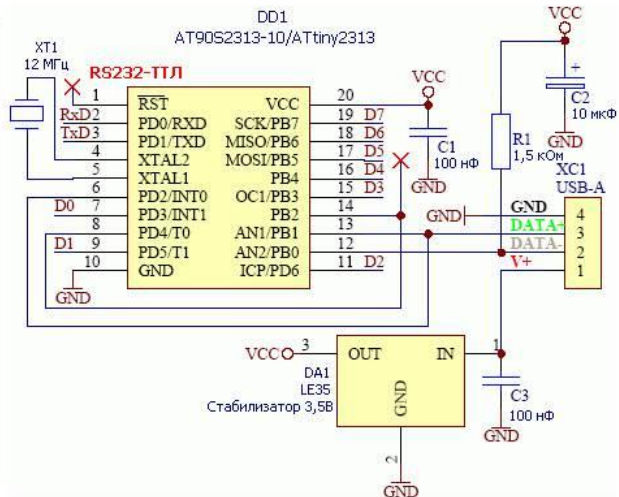 DD1
AT90S2313-10/ATtiny2313
XT1
12 МГц
RS232-ТТЛ
1 RST VCC 20
RxD 2 PD0/RXD SCK/PB7 19 D7
TxD 3 PD1/TXD MISO/PB6 18 D6
4 XTAL2 MOSI/PB5 17 D5
5 XTAL1 PB4 16 D4
6 PD2/INT0 OC1/PB3 15 D3
D0 7 PD3/INT1 PB2 14
8 PD4/T0 AN1/PB1 13
D1 9 PD5/T1 AN2/PB0 12
10 GND ICP/PD6 11 D2
GND
VCC
C1
100 нФ
GND
VCC
+
C2
10 мкФ
GND
R1
1,5 кОм
XC1
USB-A
GND GND 4
DATA+ 3
DATA- 2
V+ 1
VCC 3 OUT IN 1
GND
DA1
LE35
Стабилизатор 3,5В
2
GND
C3
100 нФ
GND